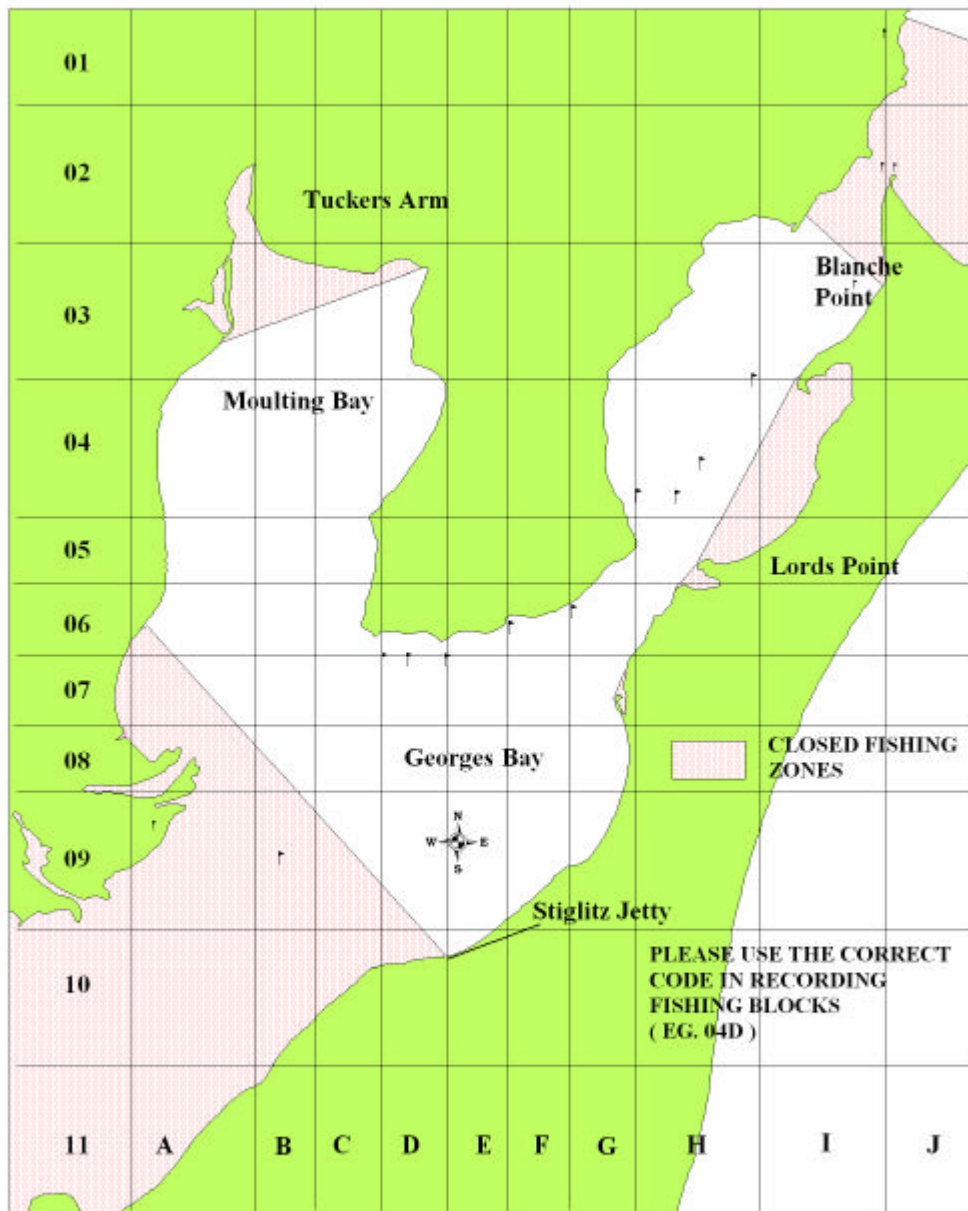 01
02
Tuckers Arm
Blanche
Point
03
Moulting Bay
04
05
Lords Point
06
07
CLOSED FISHING
ZONES
08
Georges Bay
N
W E
S
09
Stiglitz Jetty
PLEASE USE THE CORRECT
CODE IN RECORDING
FISHING BLOCKS
( EG. 04D )
10
11 A B C D E F G H I J